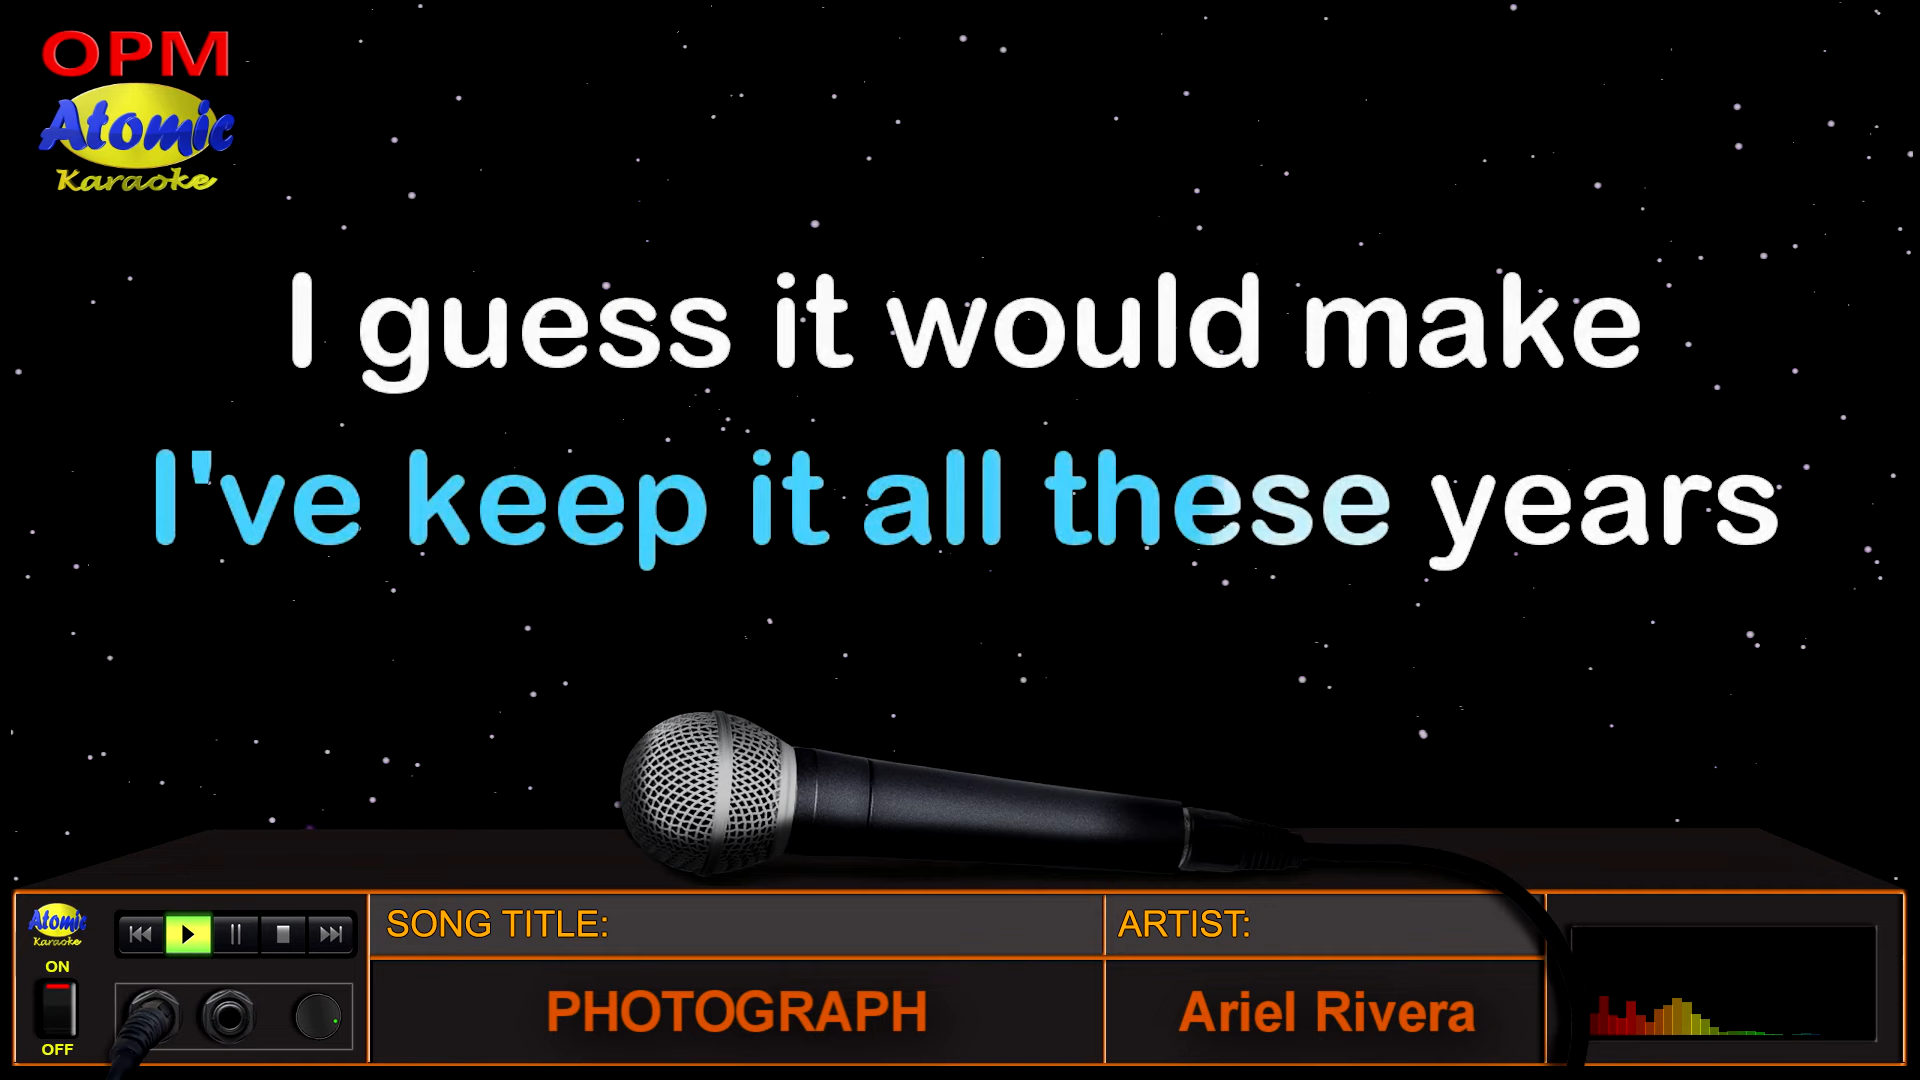 OPM
Atomic
Karaoke
I guess it would make
I've keep it all these years
Atomic
Karaoke
ON
OFF
SONG TITLE:
PHOTOGRAPH
ARTIST:
Ariel Rivera